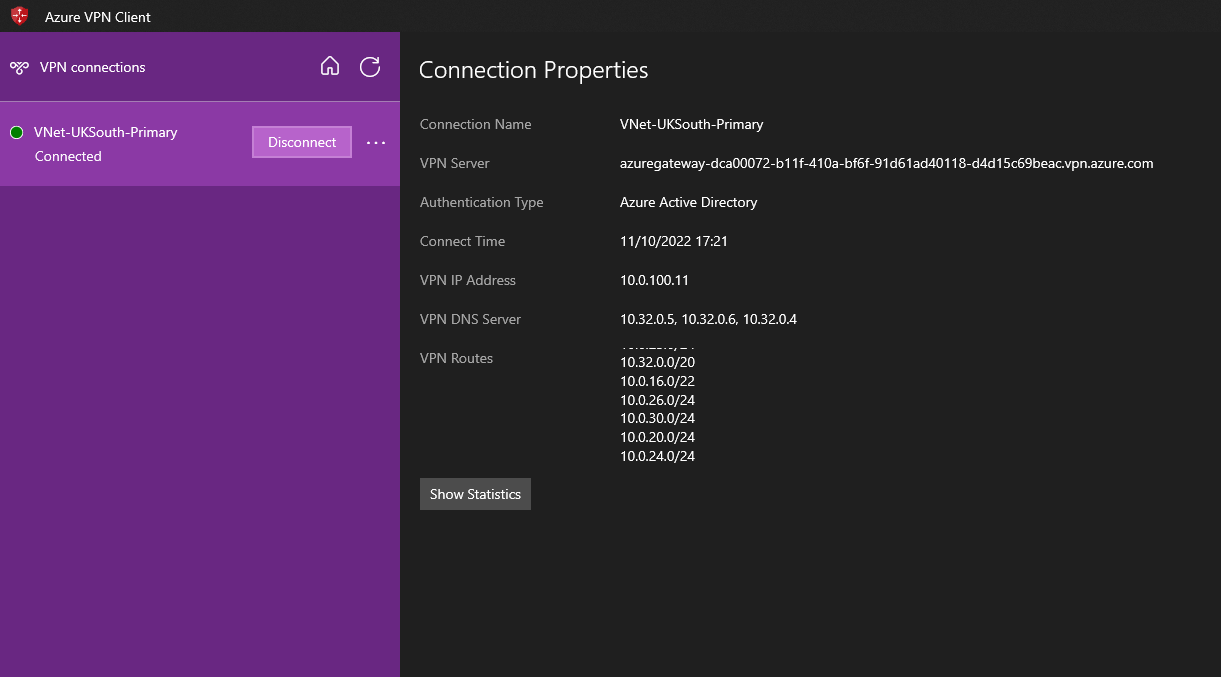 Azure VPN Client
VPN connections
VNet-UKSouth-Primary
Connected
Disconnect
Connection Properties
Connection Name VNet-UKSouth-Primary
VPN Server azuregateway-dca00072-b11f-410a-bf6f-91d61ad40118-d4d15c69beac.vpn.azure.com
Authentication Type Azure Active Directory
Connect Time 11/10/2022 17:21
VPN IP Address 10.0.100.11
VPN DNS Server 10.32.0.5, 10.32.0.6, 10.32.0.4
VPN Routes
10.32.0.0/20
10.0.16.0/22
10.0.26.0/24
10.0.30.0/24
10.0.20.0/24
10.0.24.0/24
Show Statistics